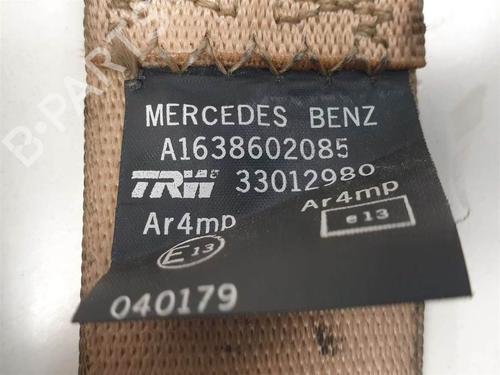 MERCEDES BENZ
A1638602085
TRW 33012980
Ar4mp Ar4mp
E13 e13
040179
B-PARTS